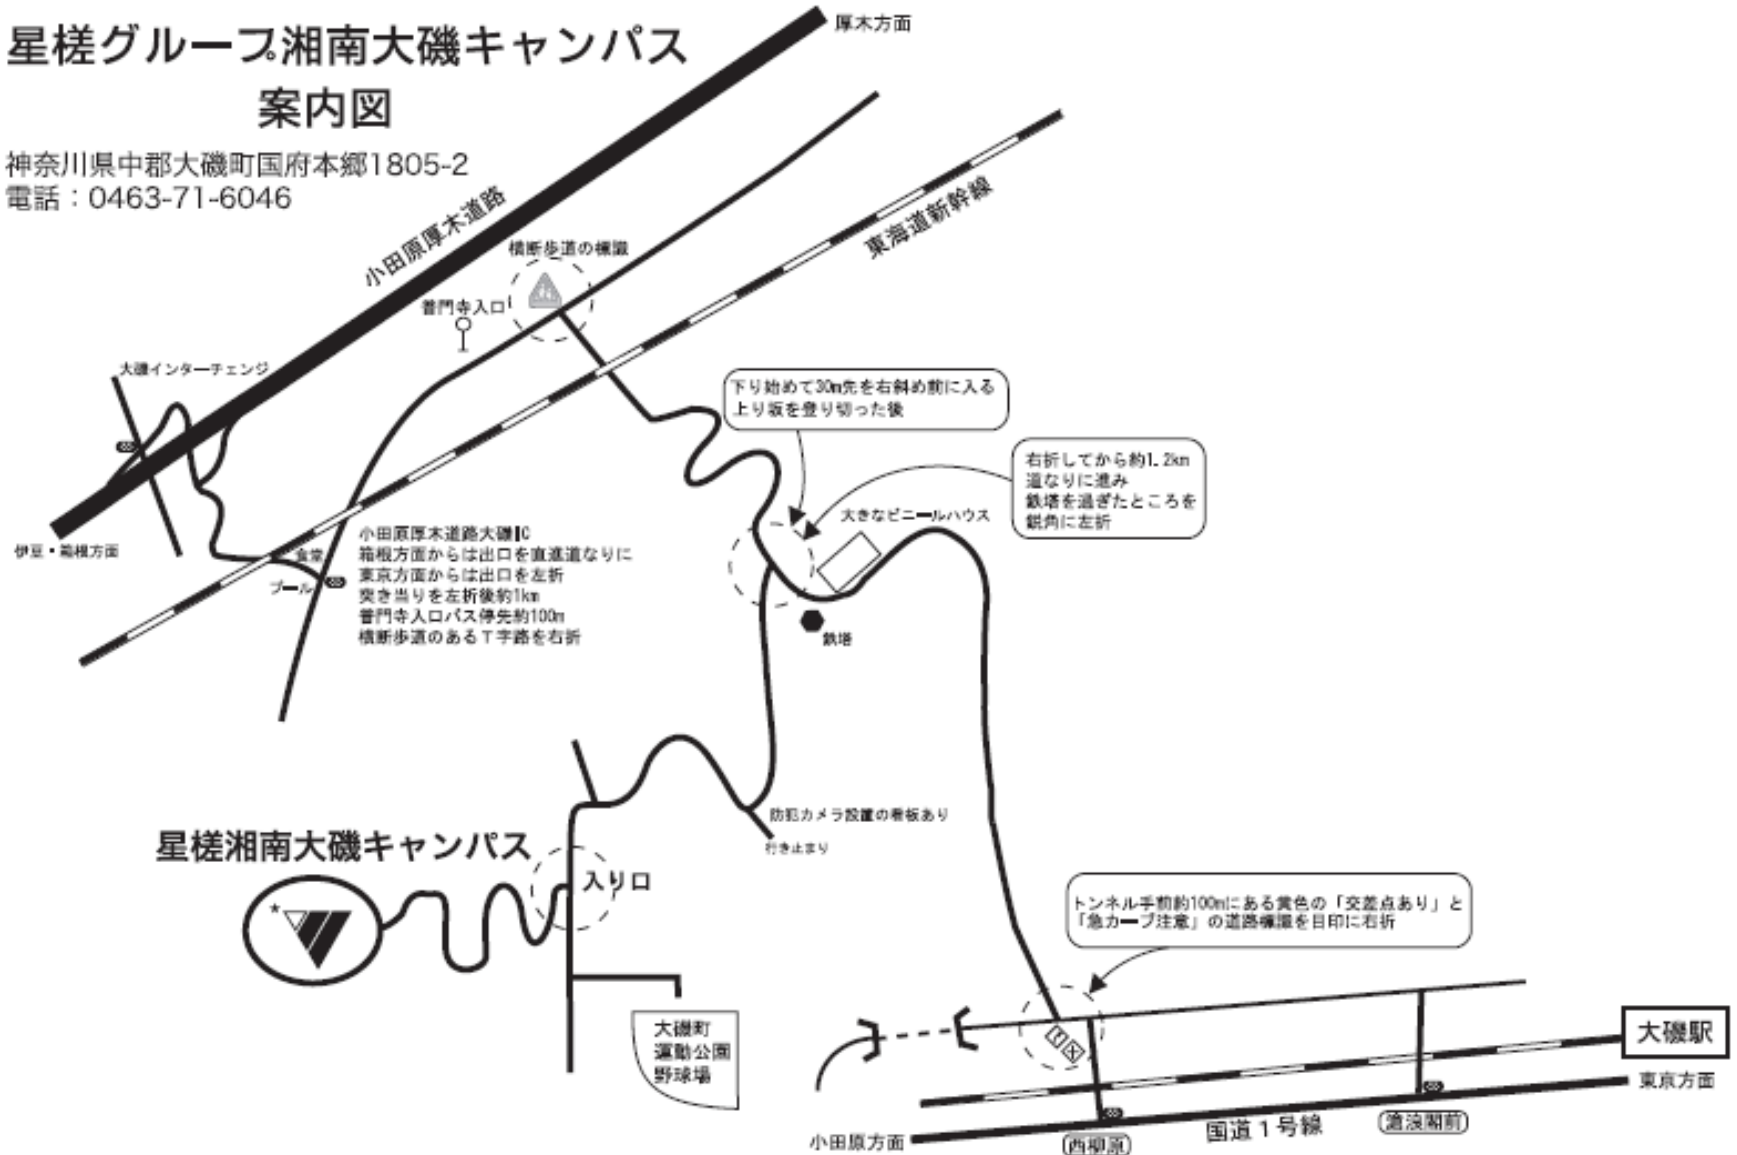 星槎グループ湘南大磯キャンパス
案内図
神奈川県中郡大磯町国府本郷1805-2
電話：0463-71-6046
厚木方面
小田原厚木道路
東海道新幹線
横断歩道の標識
普門寺入口
大磯インターチェンジ
伊豆・箱根方面
食堂
プール
小田原厚木道路大磯IC
箱根方面からは出口を直進道なりに
東京方面からは出口を左折
突き当りを左折後約1km
普門寺入口バス停先約100m
横断歩道のあるT字路を右折
下り始めて30m先を右斜め前に入る
上り坂を登り切った後
右折してから約1.2km
道なりに進み
鉄塔を過ぎたところを
鋭角に左折
大きなビニールハウス
鉄塔
防犯カメラ設置の看板あり
行き止まり
星槎湘南大磯キャンパス
入り口
大磯町
運動公園
野球場
トンネル手前約100mにある黄色の「交差点あり」と
「急カーブ注意」の道路標識を目印に右折
大磯駅
東京方面
小田原方面
西柳原
国道1号線
滄浪閣前